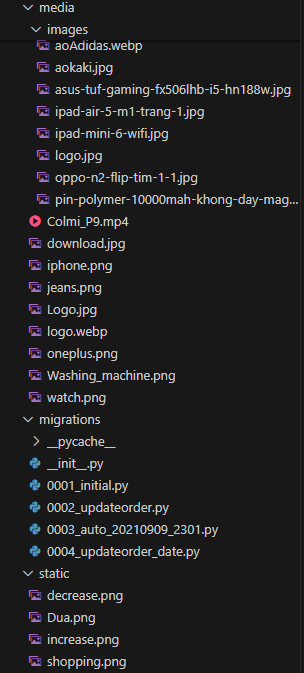 media
images
aoAdidas.webp
aokaki.jpg
asus-tuf-gaming-fx506lhb-i5-hn188w.jpg
ipad-air-5-m1-trang-1.jpg
ipad-mini-6-wifi.jpg
logo.jpg
oppo-n2-flip-tim-1-1.jpg
pin-polymer-10000mah-khong-day-mag...
Colmi_P9.mp4
download.jpg
iphone.png
jeans.png
Logo.jpg
logo.webp
oneplus.png
Washing_machine.png
watch.png
migrations
__pycache__
__init__.py
0001_initial.py
0002_updateorder.py
0003_auto_20210909_2301.py
0004_updateorder_date.py
static
decrease.png
Dua.png
increase.png
shopping.png